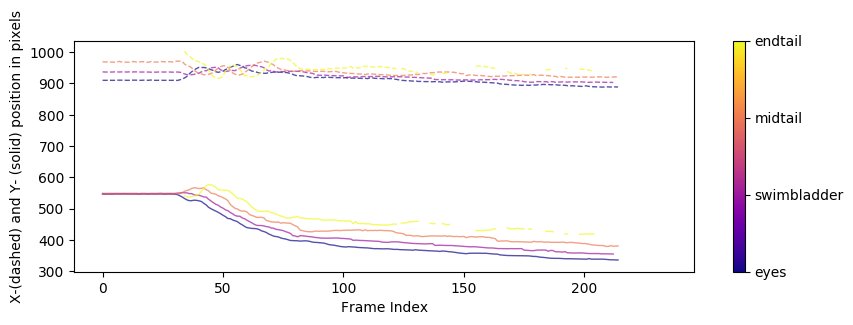 X-(dashed) and Y- (solid) position in pixels
1000
900
800
700
600
500
400
300
0
50
100
150
200
Frame Index
endtail
midtail
swimbladder
eyes